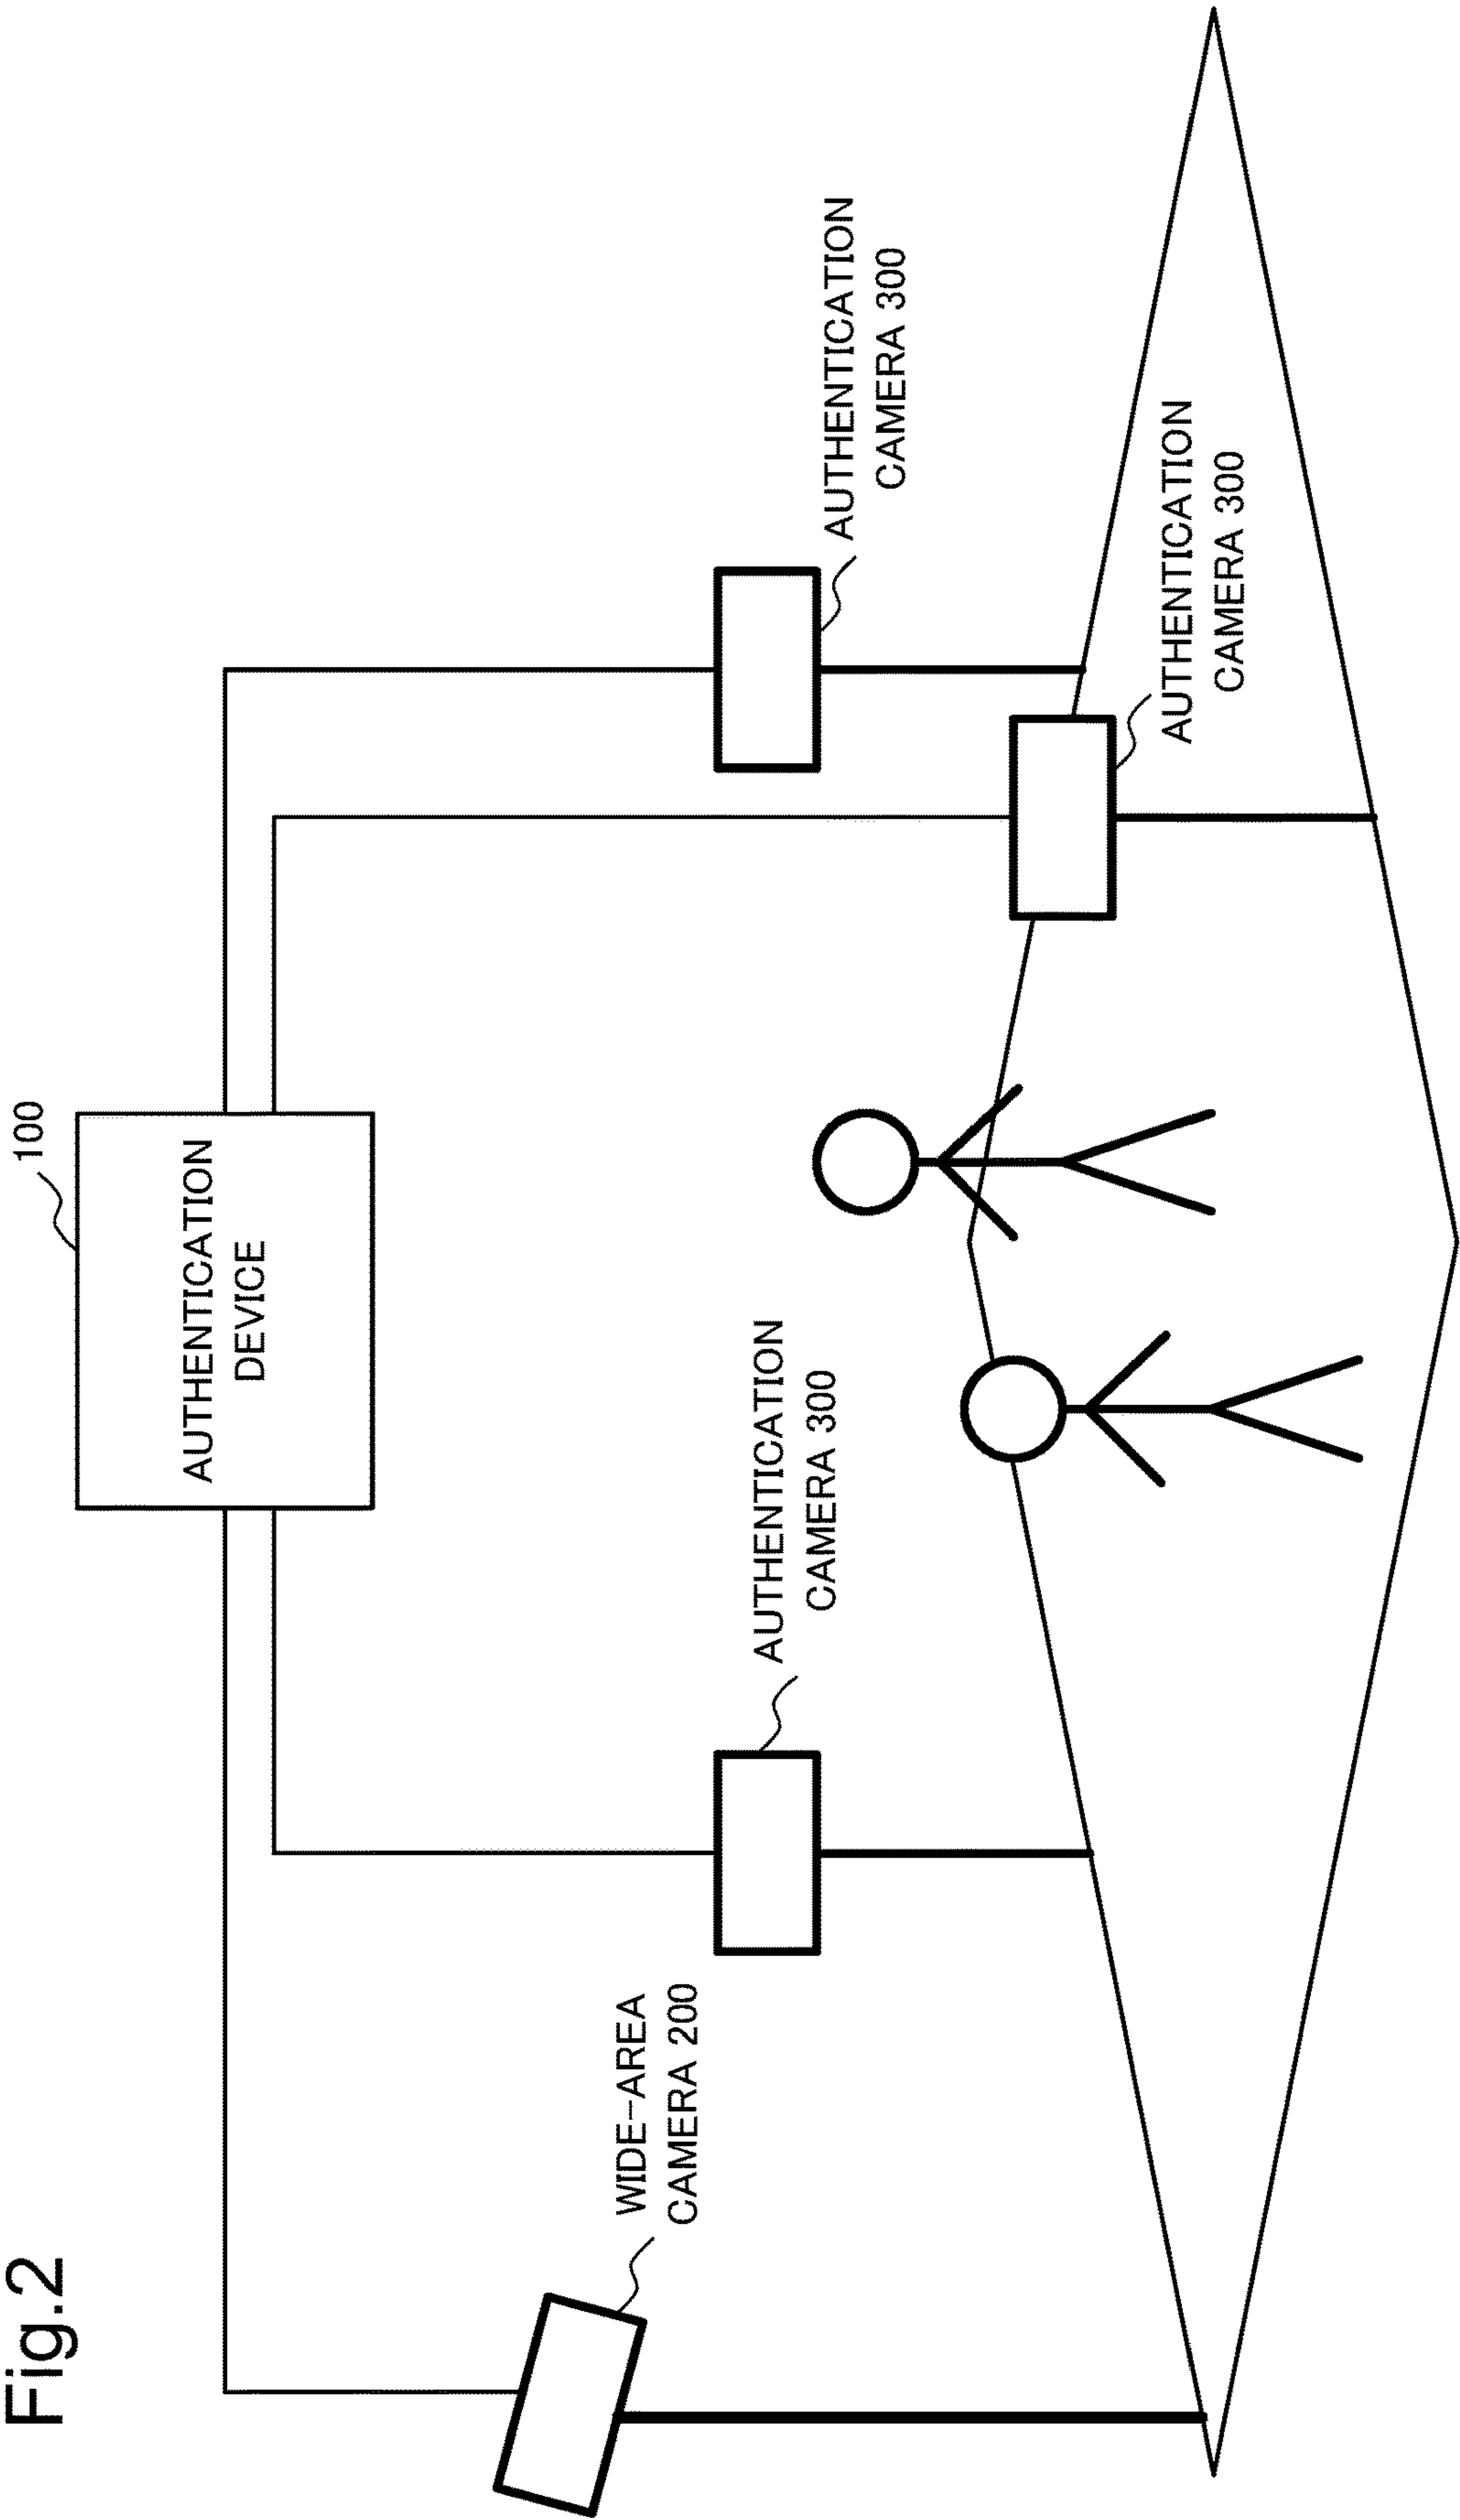 Fig.2
100
AUTHENTICATION
DEVICE
WIDE-AREA
CAMERA 200
AUTHENTICATION
CAMERA 300
AUTHENTICATION
CAMERA 300
AUTHENTICATION
CAMERA 300